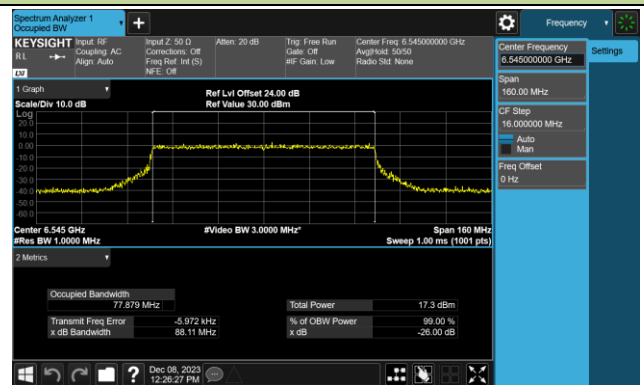 Spectrum Analyzer 1
Occupied BW
Frequency
KEYSIGHT
Input: RF
Input Z: 50 Ω
Atten: 20 dB
Trig: Free Run
Center Freq: 6.545000000 GHz
R L
Coupling: AC
Corrections: Off
Gate: Off
Avg|Hold: 50/50
Align: Auto
Freq Ref: Int (S)
#IF Gain: Low
Radio Std: None
NFE: Off
LXI
Center Frequency
6.545000000 GHz
Settings
Span
160.00 MHz
CF Step
16.000000 MHz
Auto
Man
Freq Offset
0 Hz
1 Graph
Ref Lvl Offset 24.00 dB
Scale/Div 10.0 dB
Ref Value 30.00 dBm
Log
20.0
10.0
0.00
-10.0
-20.0
-30.0
-40.0
-50.0
-60.0
Center 6.545 GHz
#Video BW 3.0000 MHz*
Span 160 MHz
#Res BW 1.0000 MHz
Sweep 1.00 ms (1001 pts)
2 Metrics
Occupied Bandwidth
77.879 MHz
Total Power
17.3 dBm
Transmit Freq Error
-5.972 kHz
% of OBW Power
99.00 %
x dB Bandwidth
88.11 MHz
x dB
-26.00 dB
?
Dec 08, 2023
12:26:27 PM